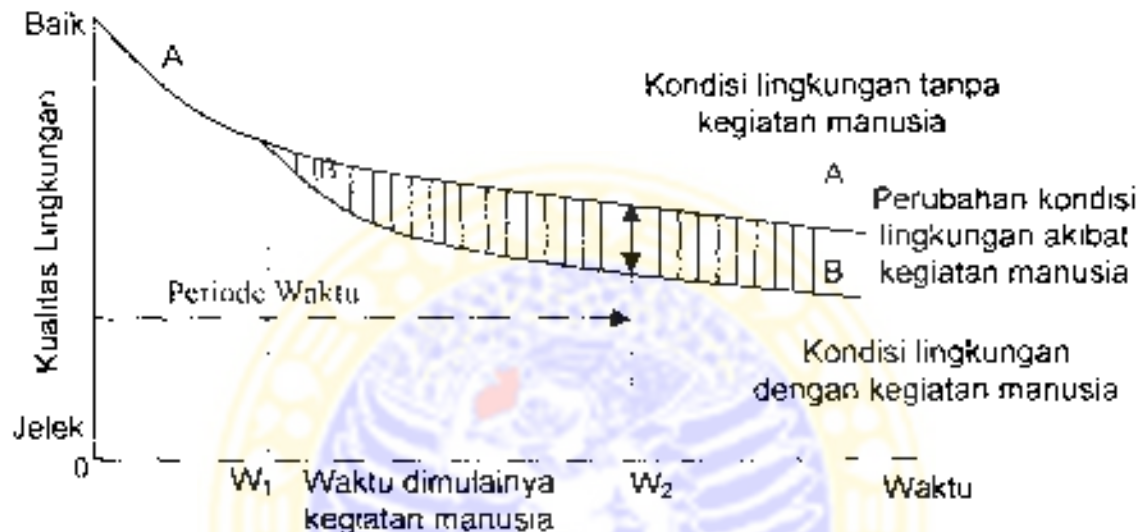 Baik
A
Kondisi lingkungan tanpa
kegiatan manusia
B
A
Perubahan kondisi
lingkungan akibat
kegiatan manusia
B
Kualitas Lingkungan
Periode Waktu
Kondisi lingkungan
dengan kegiatan manusia
Jelek
0
W₁ Waktu dimulainya
kegiatan manusia
W₂
Waktu